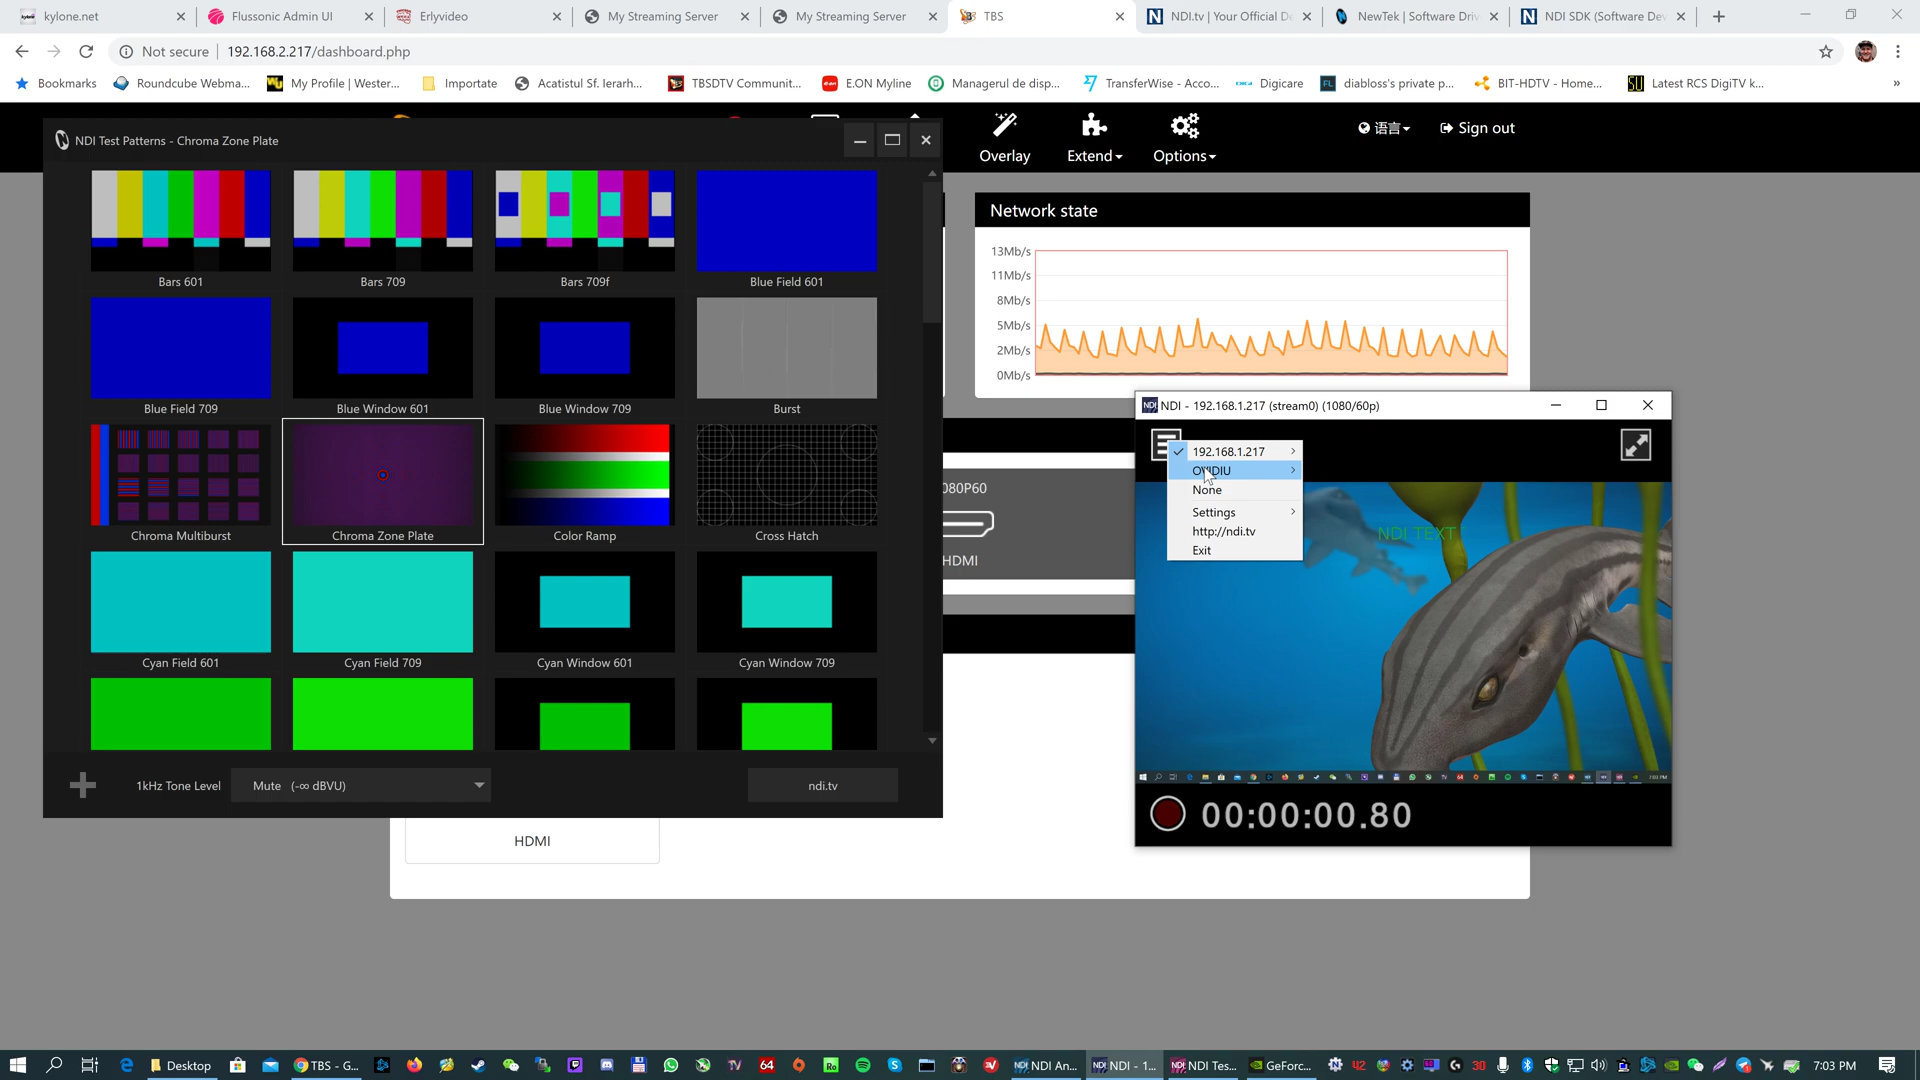 kylone.net
Flussonic Admin UI
Erlyvideo
My Streaming Server
My Streaming Server
TBS
NDI.tv | Your Official De
NewTek | Software Driv
NDI SDK (Software Dev
Not secure | 192.168.2.217/dashboard.php
Bookmarks
Roundcube Webma...
My Profile | Wester...
Importate
Acatistul Sf. Ierarh...
TBSDTV Communit...
E.ON Myline
Managerul de disp...
TransferWise - Acco...
Digicare
diabloss's private p...
BIT-HDTV - Home...
Latest RCS DigiTV k...
Overlay
Extend
Options
语言
Sign out
NDI Test Patterns - Chroma Zone Plate
Bars 601
Bars 709
Bars 709f
Blue Field 601
Blue Field 709
Blue Window 601
Blue Window 709
Burst
Chroma Multiburst
Chroma Zone Plate
Color Ramp
Cross Hatch
Cyan Field 601
Cyan Field 709
Cyan Window 601
Cyan Window 709
1kHz Tone Level
Mute (-∞ dBVU)
ndi.tv
Network state
13Mb/s
11Mb/s
8Mb/s
5Mb/s
2Mb/s
0Mb/s
080P60
HDMI
HDMI
NDI - 192.168.1.217 (stream0) (1080/60p)
192.168.1.217
OVIDIU
None
Settings
http://ndi.tv
Exit
NDI TEXT
00:00:00.80
Desktop
TBS - G...
NDI An...
NDI - 1...
NDI Tes...
GeForc...
7:03 PM